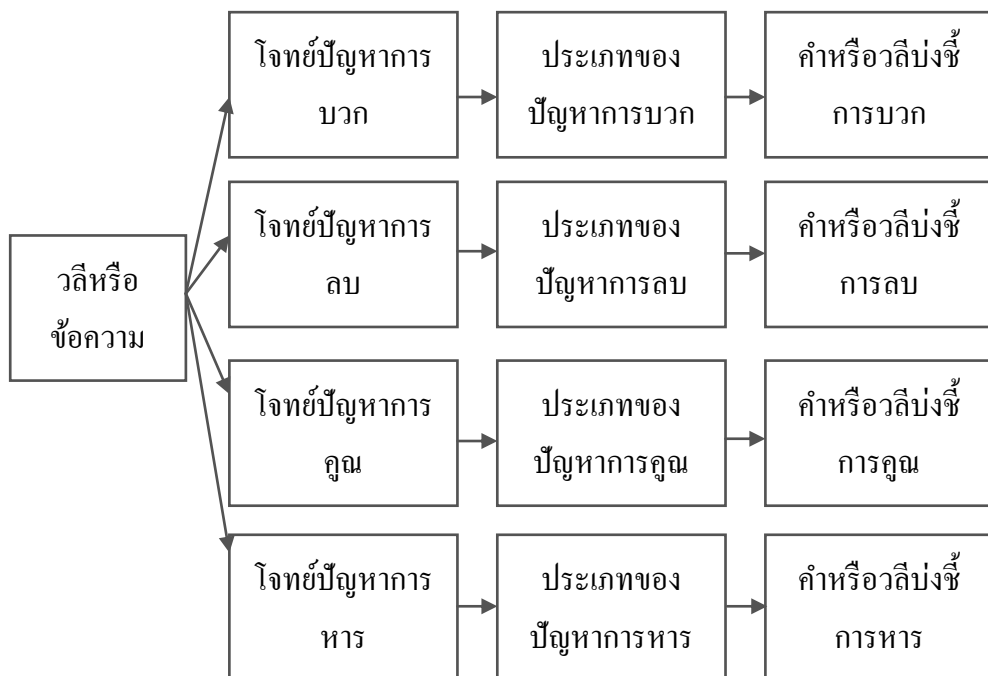 โจทย์ปัญหาการ
บวก
ประเภทของ
ปัญหาการบวก
คำหรือวลีบ่งชี้
การบวก
โจทย์ปัญหาการ
ลบ
ประเภทของ
ปัญหาการลบ
คำหรือวลีบ่งชี้
การลบ
วลีหรือ
ข้อความ
โจทย์ปัญหาการ
คูณ
ประเภทของ
ปัญหาการคูณ
คำหรือวลีบ่งชี้
การคูณ
โจทย์ปัญหาการ
หาร
ประเภทของ
ปัญหาการหาร
คำหรือวลีบ่งชี้
การหาร